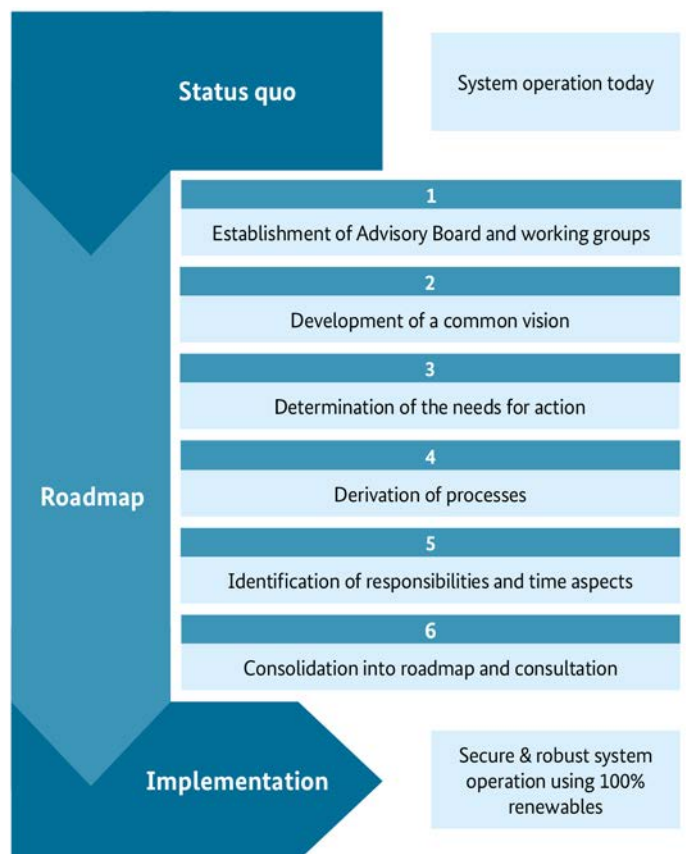 Status quo
System operation today
1
Establishment of Advisory Board and working groups
2
Development of a common vision
3
Determination of the needs for action
4
Derivation of processes
Roadmap
5
Identification of responsibilities and time aspects
6
Consolidation into roadmap and consultation
Implementation
Secure & robust system
operation using 100%
renewables